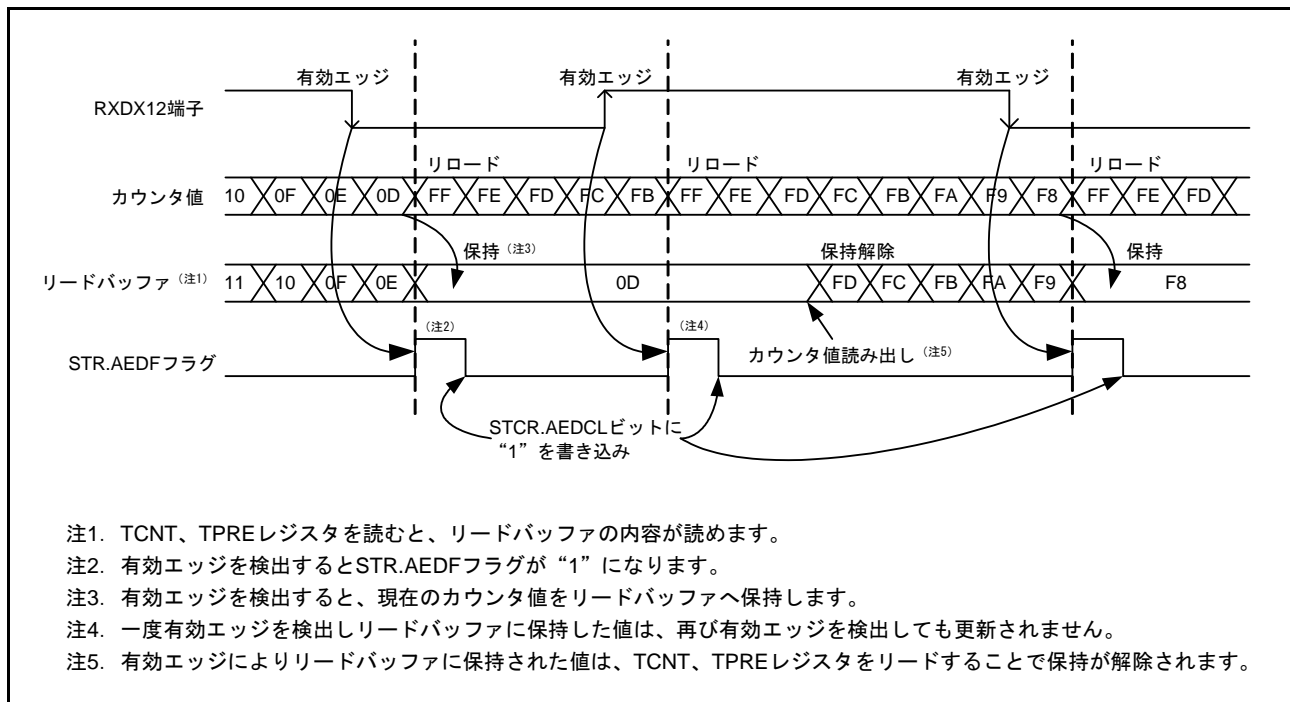 有効エッジ 有効エッジ 有効エッジ
RXDX12端子
リロード リロード リロード
カウンタ値 10 0F 0E 0D FF FE FD FC FB FF FE FD FC FB FA F9 F8 FF FE FD
保持（注3） 保持解除 保持
リードバッファ（注1） 11 10 0F 0E 0D FD FC FB FA F9 F8
（注2） （注4）
カウンタ値読み出し（注5）
STR.AEDFフラグ
STCR.AEDCLビットに
“1”を書き込み
注1. TCNT、TPREレジスタを読むと、リードバッファの内容が読めます。
注2. 有効エッジを検出するとSTR.AEDFフラグが“1”になります。
注3. 有効エッジを検出すると、現在のカウンタ値をリードバッファへ保持します。
注4. 一度有効エッジを検出しリードバッファに保持した値は、再び有効エッジを検出しても更新されません。
注5. 有効エッジによりリードバッファに保持された値は、TCNT、TPREレジスタをリードすることで保持が解除されます。